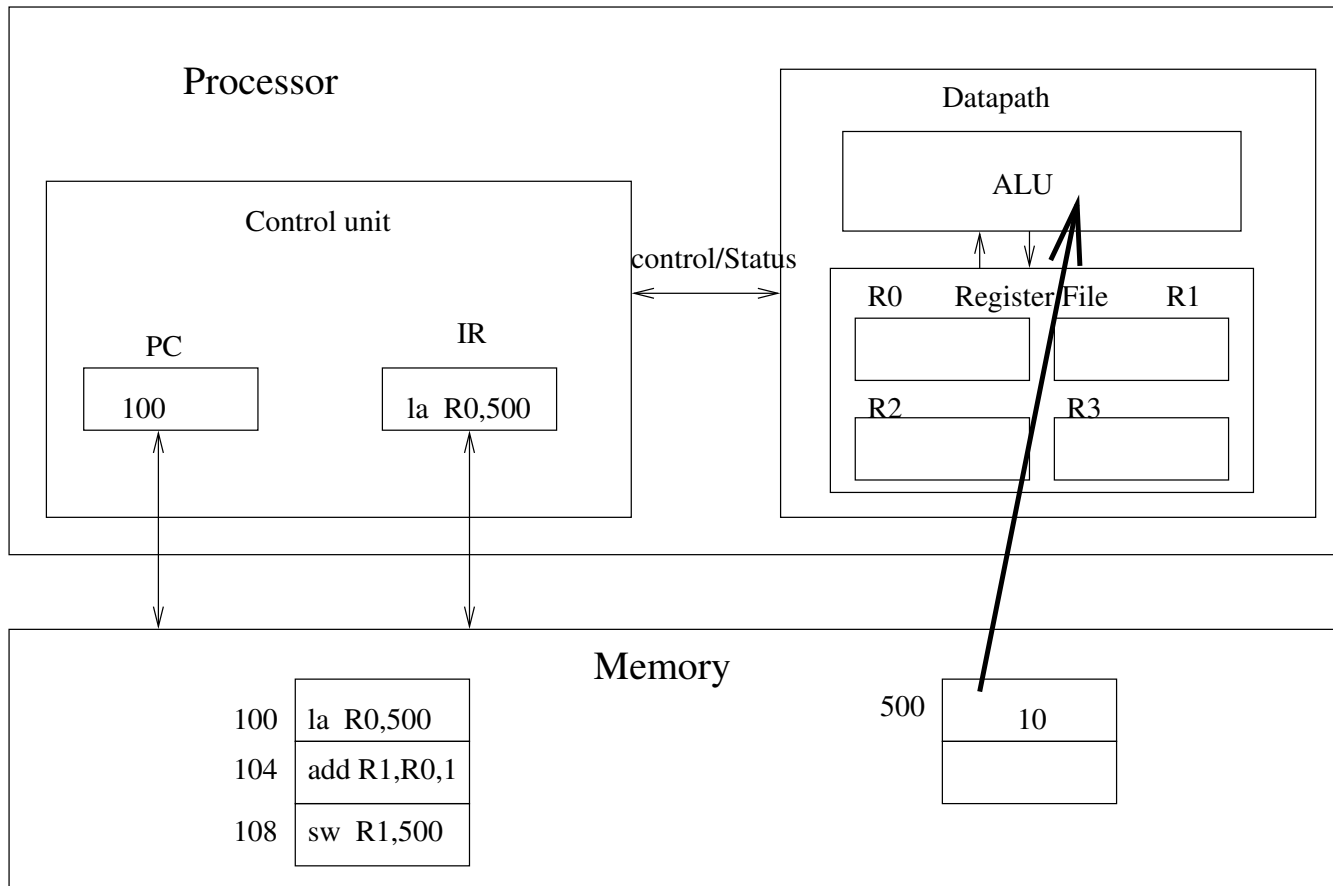 Processor
Datapath
ALU
Control unit
control/Status
R0 Register File R1
PC
IR
100
la R0,500
R2 R3
Memory
100 la R0,500
104 add R1,R0,1
108 sw R1,500
500 10